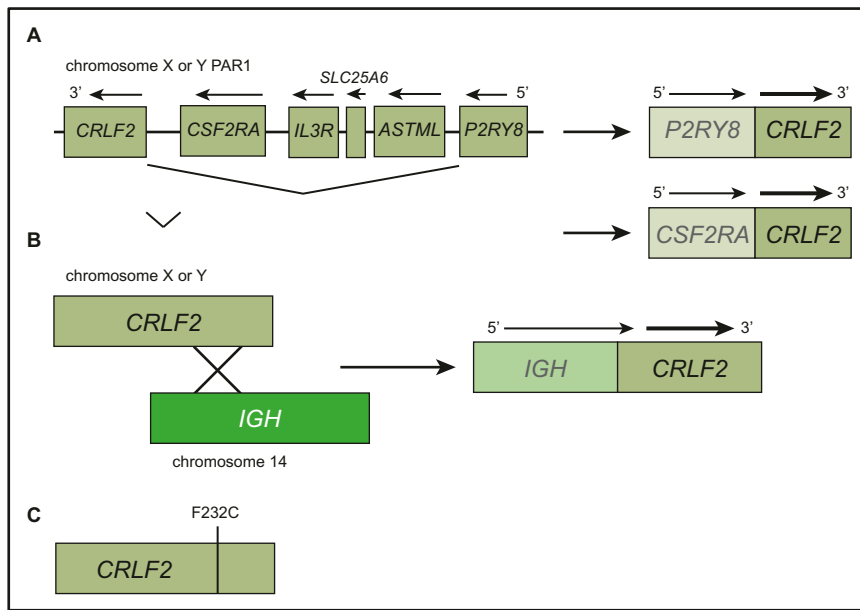 A
chromosome X or Y PAR1
SLC25A6
3’ 5’
CRLF2 CSF2RA IL3R ASTML P2RY8
5’ 3’
P2RY8 CRLF2
5’ 3’
CSF2RA CRLF2
B
chromosome X or Y
CRLF2
IGH
chromosome 14
5’ 3’
IGH CRLF2
C
F232C
CRLF2